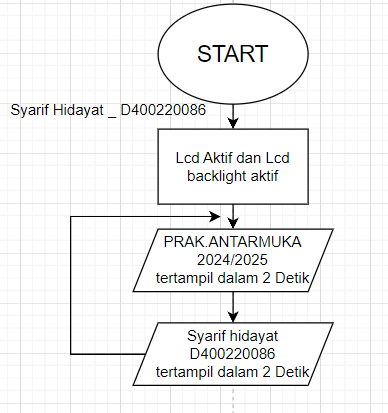 START
Syarif Hidayat _ D400220086
Lcd Aktif dan Lcd
backlight aktif
PRAK.ANTARMUKA
2024/2025
tertampil dalam 2 Detik
Syarif hidayat
D400220086
tertampil dalam 2 Detik